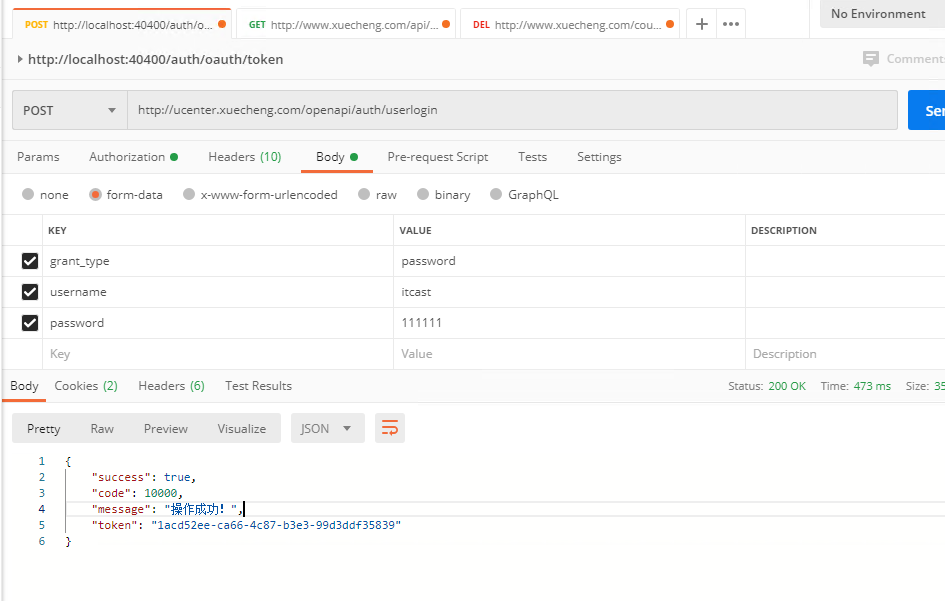 POST http://localhost:40400/auth/o... GET http://www.xuecheng.com/api/... DEL http://www.xuecheng.com/cou... + ••• No Environment
http://localhost:40400/auth/oauth/token Comment
POST http://ucenter.xuecheng.com/openapi/auth/userlogin Ser
Params Authorization Headers (10) Body Pre-request Script Tests Settings
none form-data x-www-form-urlencoded raw binary GraphQL
KEY VALUE DESCRIPTION
grant_type password
username itcast
password 111111
Key Value Description
Body Cookies (2) Headers (6) Test Results Status: 200 OK Time: 473 ms Size: 35
Pretty Raw Preview Visualize JSON
1 {
2 "success": true,
3 "code": 10000,
4 "message": "操作成功！",
5 "token": "1acd52ee-ca66-4c87-b3e3-99d3ddf35839"
6 }